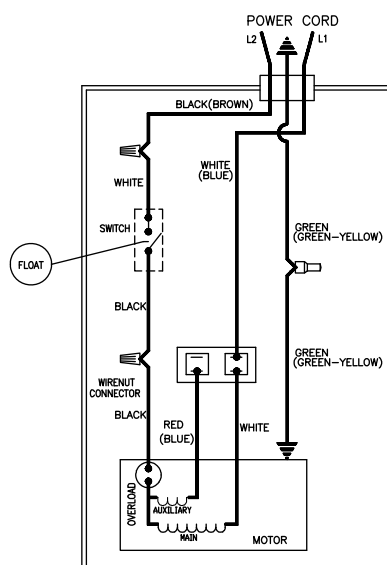 POWER CORD
L2
L1
BLACK(BROWN)
WHITE
(BLUE)
WHITE
SWITCH
FLOAT
GREEN
(GREEN-YELLOW)
BLACK
GREEN
(GREEN-YELLOW)
WIRENUT
CONNECTOR
BLACK
RED
(BLUE)
WHITE
OVERLOAD
AUXILIARY
MAIN
MOTOR